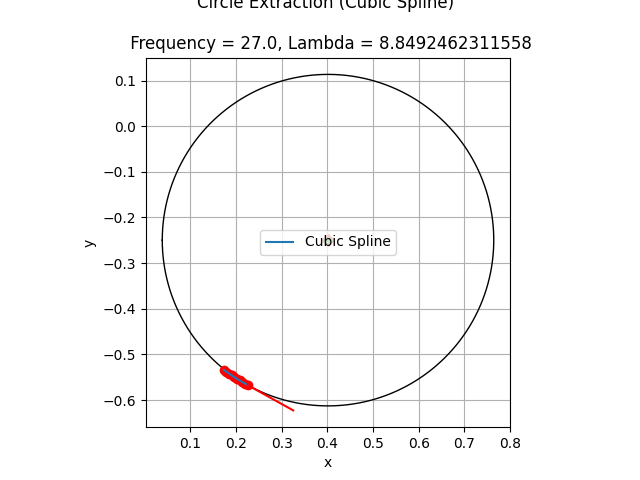 Circle Extraction (Cubic Spline)
Frequency = 27.0, Lambda = 8.8492462311558
0.1
0.0
−0.1
−0.2
−0.3
−0.4
−0.5
−0.6
y
Cubic Spline
0.1 0.2 0.3 0.4 0.5 0.6 0.7 0.8
x